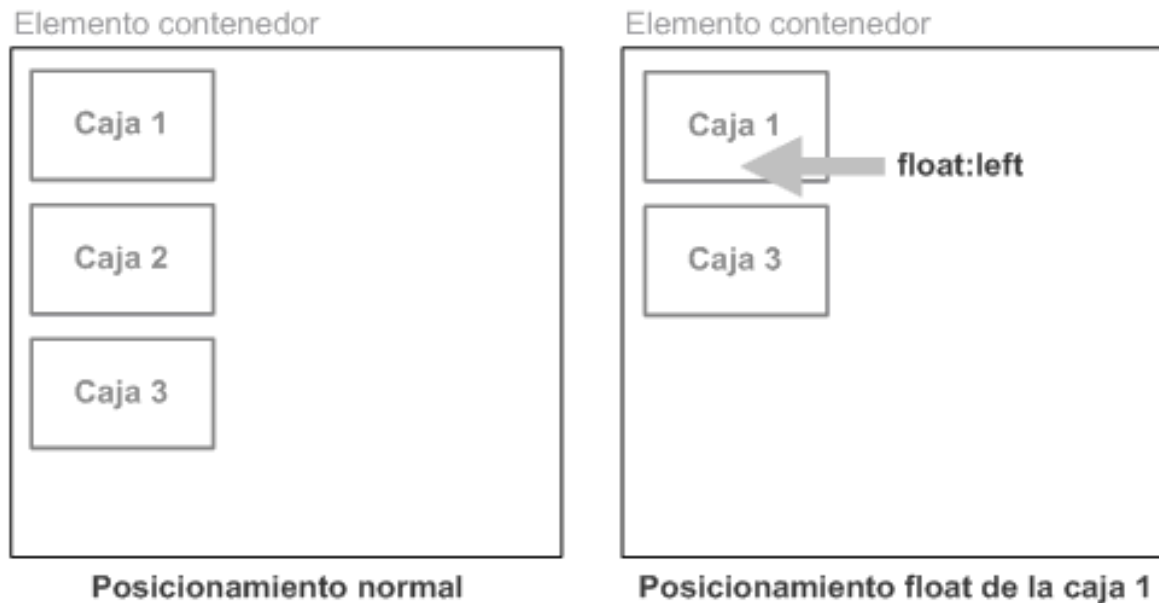 Elemento contenedor
Caja 1
Caja 2
Caja 3
Posicionamiento normal
Elemento contenedor
Caja 1
float:left
Caja 3
Posicionamiento float de la caja 1